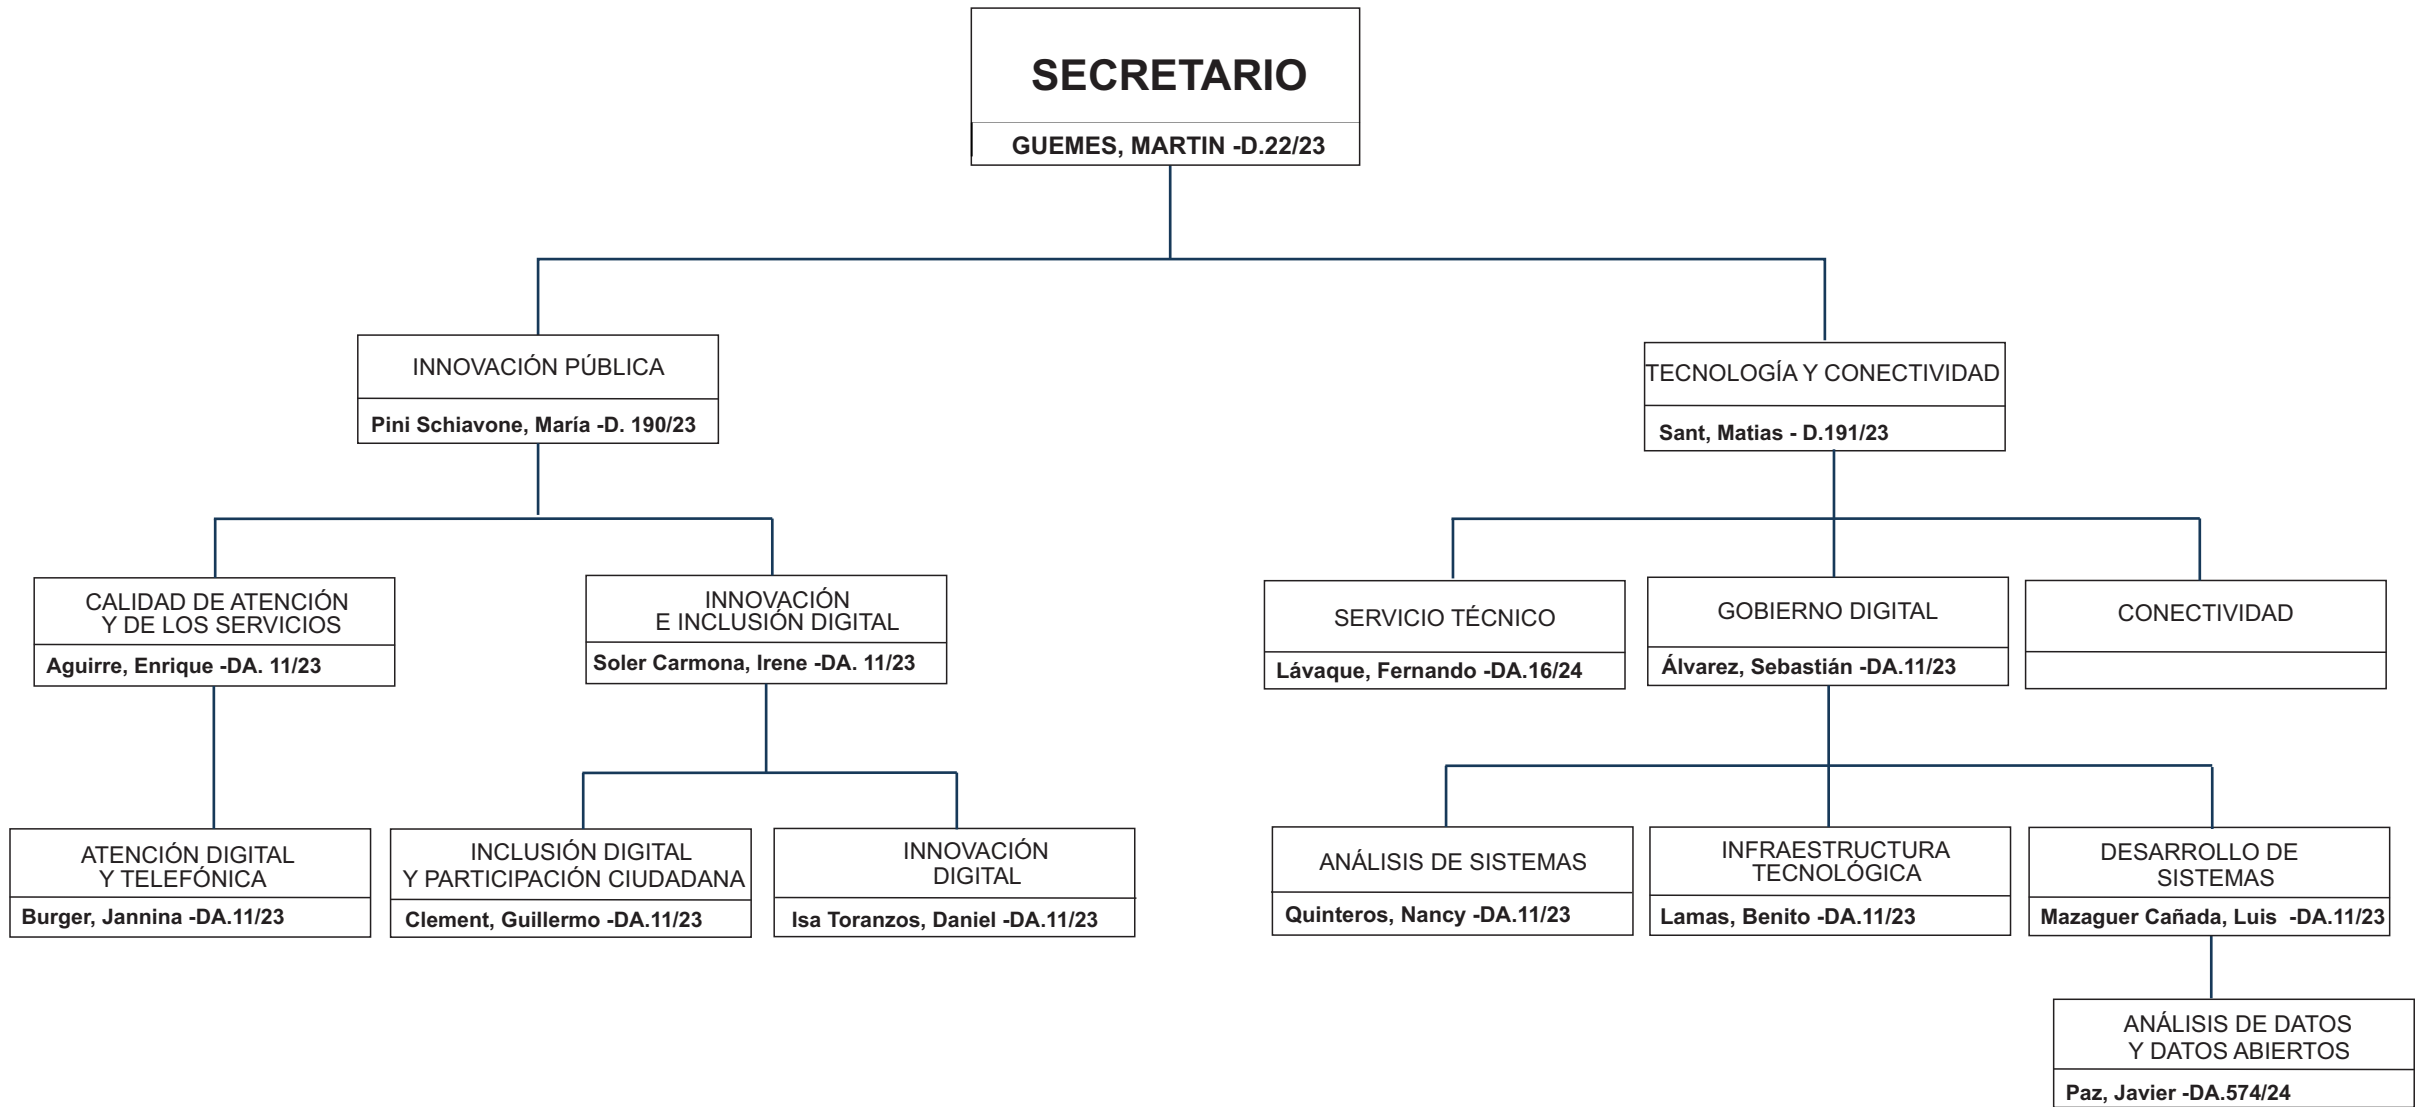 SECRETARIO
GUEMES, MARTIN -D.22/23
INNOVACIÓN PÚBLICA
Pini Schiavone, María -D. 190/23
TECNOLOGÍA Y CONECTIVIDAD
Sant, Matias - D.191/23
CALIDAD DE ATENCIÓN
Y DE LOS SERVICIOS
Aguirre, Enrique -DA. 11/23
INNOVACIÓN
E INCLUSIÓN DIGITAL
Soler Carmona, Irene -DA. 11/23
SERVICIO TÉCNICO
Lávaque, Fernando -DA.16/24
GOBIERNO DIGITAL
Álvarez, Sebastián -DA.11/23
CONECTIVIDAD
ATENCIÓN DIGITAL
Y TELEFÓNICA
Burger, Jannina -DA.11/23
INCLUSIÓN DIGITAL
Y PARTICIPACIÓN CIUDADANA
Clement, Guillermo -DA.11/23
INNOVACIÓN
DIGITAL
Isa Toranzos, Daniel -DA.11/23
ANÁLISIS DE SISTEMAS
Quinteros, Nancy -DA.11/23
INFRAESTRUCTURA
TECNOLÓGICA
Lamas, Benito -DA.11/23
DESARROLLO DE
SISTEMAS
Mazaguer Cañada, Luis  -DA.11/23
ANÁLISIS DE DATOS
Y DATOS ABIERTOS
Paz, Javier -DA.574/24